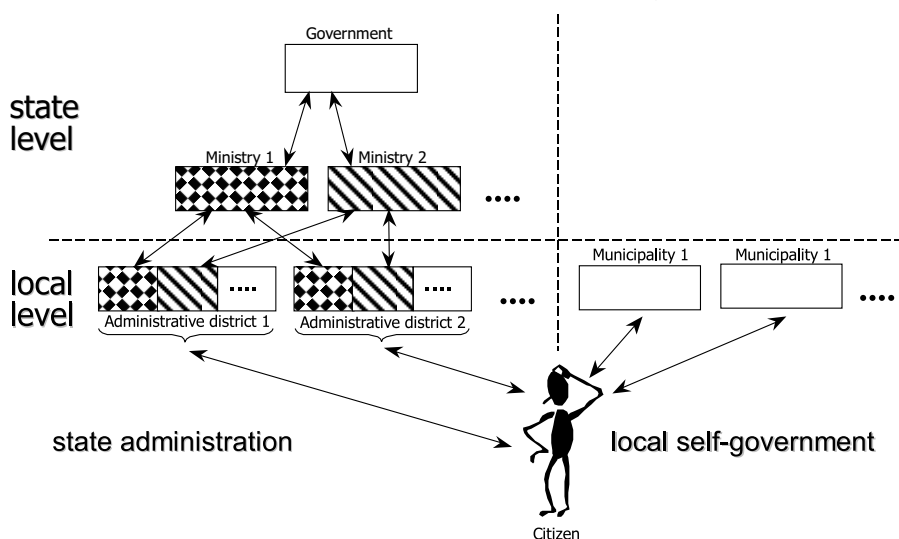 Government
state
level
Ministry 1
Ministry 2
....
local
level
....
....
....
Administrative district 1
Administrative district 2
Municipality 1
Municipality 1
....
state administration
local self-government
Citizen